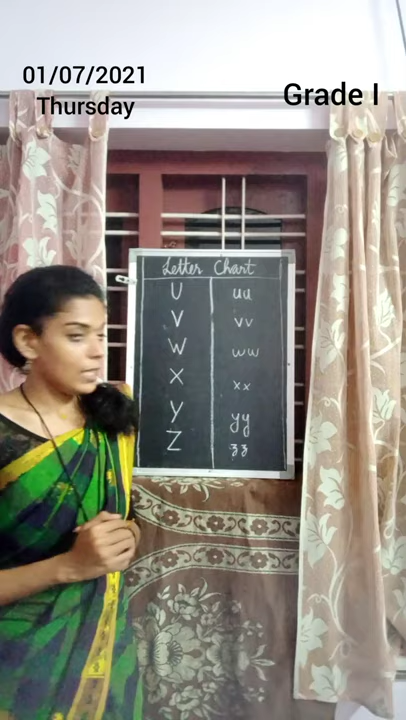 01/07/2021
Thursday
Grade I
Letter Chart
U uu
V vv
W ww
X xx
Y yy
Z zz